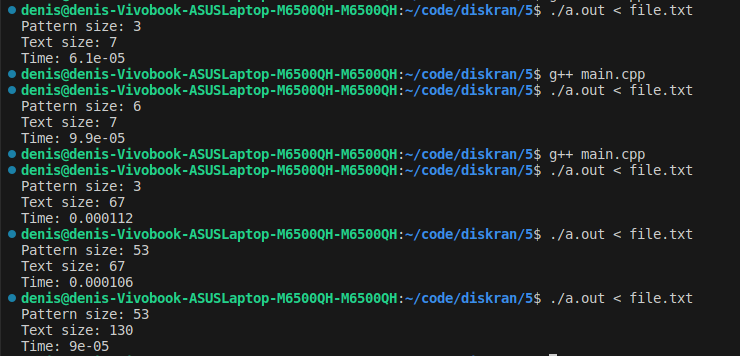 denis@denis-Vivobook-ASUSLaptop-M6500QH-M6500QH:~/code/diskran/5$ ./a.out < file.txt
Pattern size: 3
Text size: 7
Time: 6.1e-05
denis@denis-Vivobook-ASUSLaptop-M6500QH-M6500QH:~/code/diskran/5$ g++ main.cpp
denis@denis-Vivobook-ASUSLaptop-M6500QH-M6500QH:~/code/diskran/5$ ./a.out < file.txt
Pattern size: 6
Text size: 7
Time: 9.9e-05
denis@denis-Vivobook-ASUSLaptop-M6500QH-M6500QH:~/code/diskran/5$ g++ main.cpp
denis@denis-Vivobook-ASUSLaptop-M6500QH-M6500QH:~/code/diskran/5$ ./a.out < file.txt
Pattern size: 3
Text size: 67
Time: 0.000112
denis@denis-Vivobook-ASUSLaptop-M6500QH-M6500QH:~/code/diskran/5$ ./a.out < file.txt
Pattern size: 53
Text size: 67
Time: 0.000106
denis@denis-Vivobook-ASUSLaptop-M6500QH-M6500QH:~/code/diskran/5$ ./a.out < file.txt
Pattern size: 53
Text size: 130
Time: 9e-05